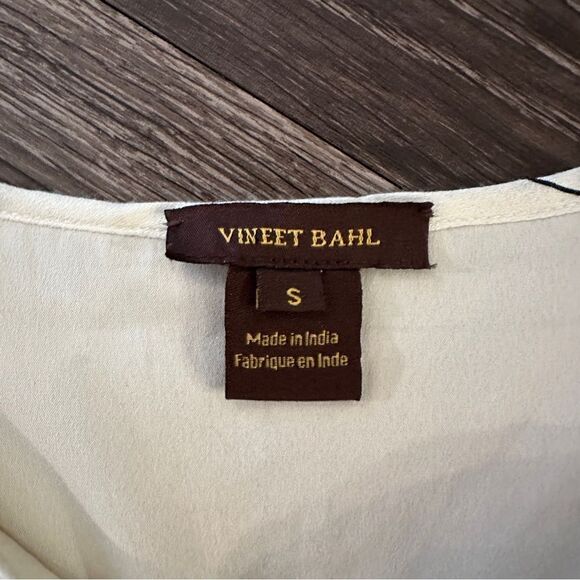 VINEET BAHL
S
Made in India
Fabrique en Inde